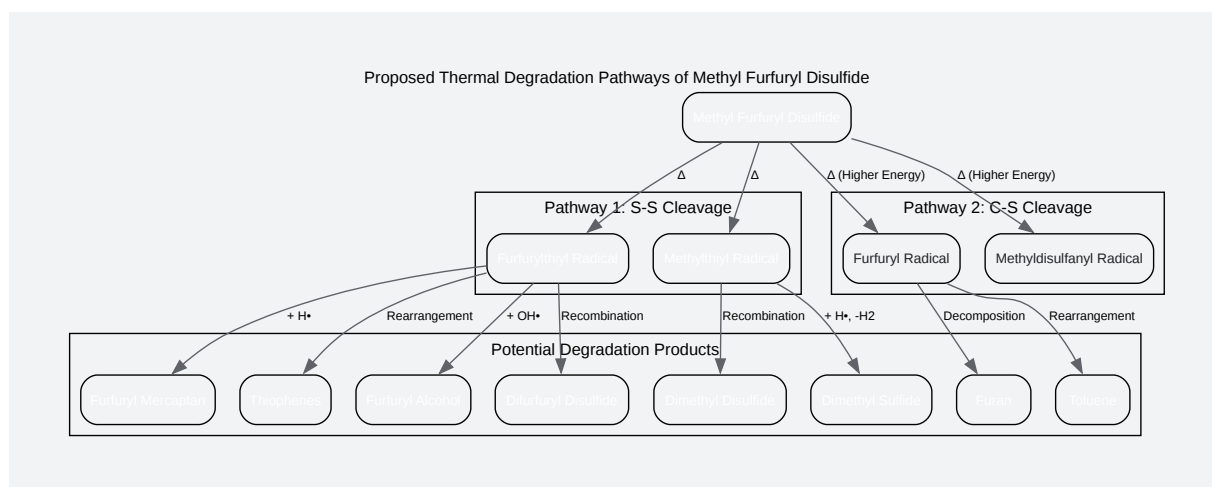 Proposed Thermal Degradation Pathways of Methyl Furfuryl Disulfide
Methyl Furfuryl Disulfide
Δ
Δ
Δ (Higher Energy)
Δ (Higher Energy)
Pathway 1: S-S Cleavage
Pathway 2: C-S Cleavage
Furfurylthiyl Radical
Methylthiyl Radical
Furfuryl Radical
Methyldisulfanyl Radical
+ H•
Rearrangement
+ OH•
Recombination
Recombination
+ H•, -H2
Decomposition
Rearrangement
Potential Degradation Products
Furfuryl Mercaptan
Thiophenes
Furfuryl Alcohol
Difurfuryl Disulfide
Dimethyl Disulfide
Dimethyl Sulfide
Furan
Toluene